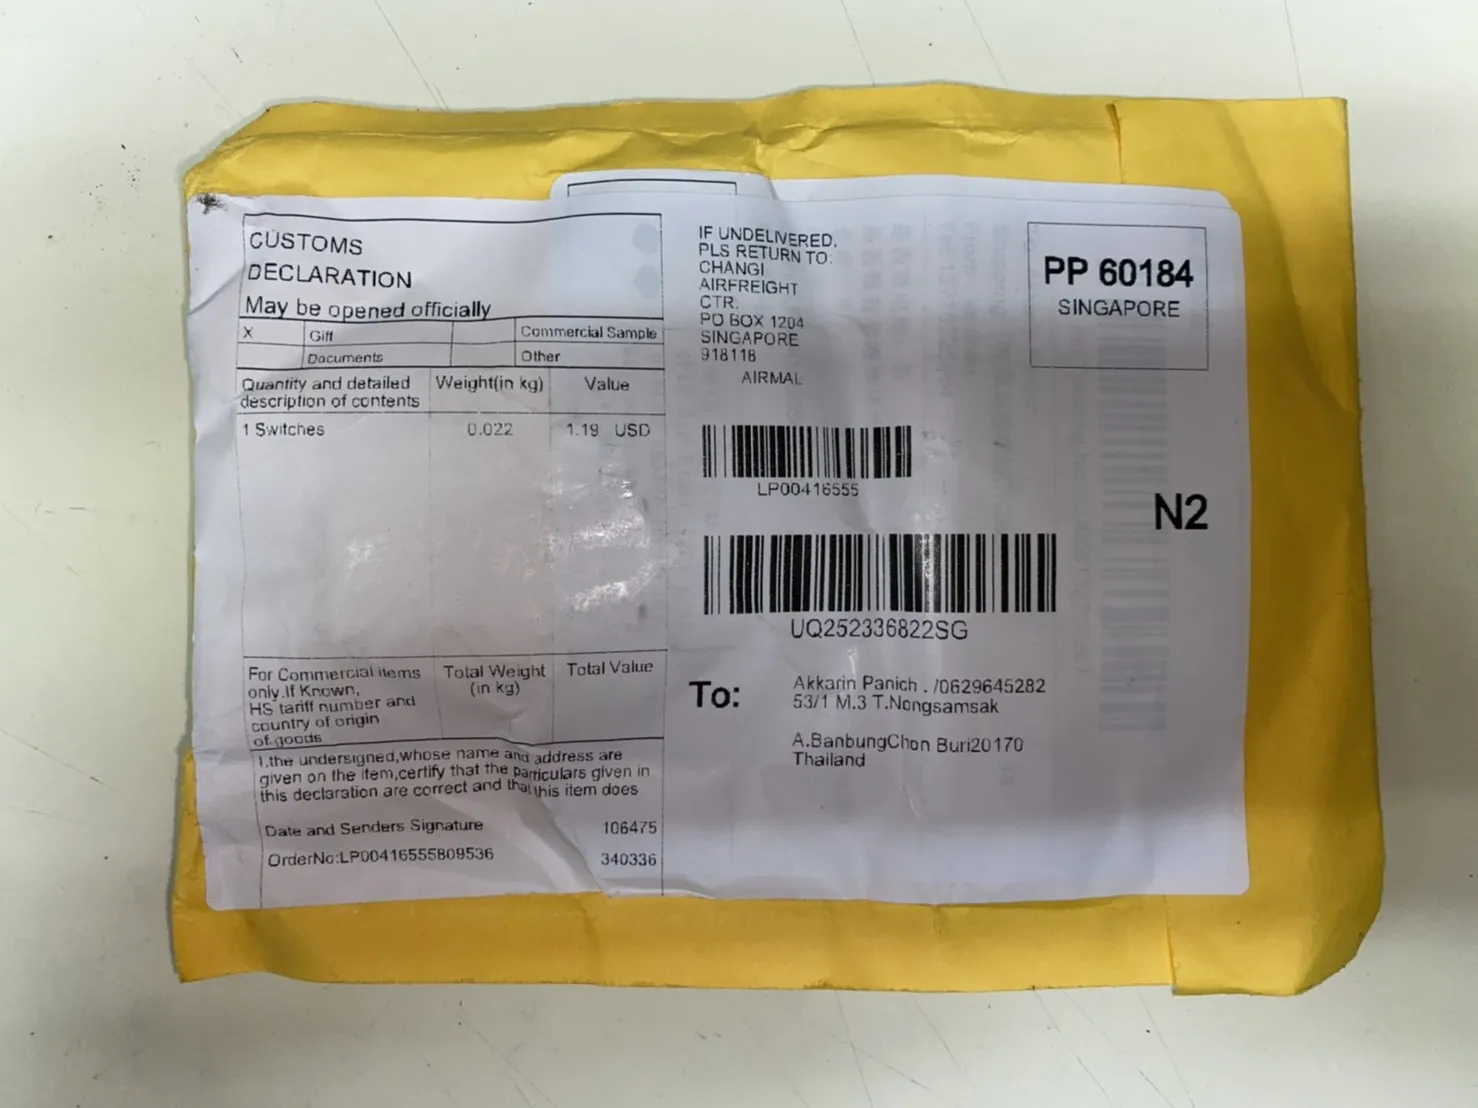 CUSTOMS
DECLARATION
May be opened officially
X Gift Commercial Sample
Documents Other
Quantity and detailed
description of contents
Weight(in kg)
Value
1 Switches 0.022 1.19 USD
For Commercial items
only.If Known,
HS tariff number and
country of origin
of.goods
Total Weight
(in kg)
Total Value
I,the undersigned,whose name and address are
given on the item,certify that the particulars given in
this declaration are correct and that this item does
Date and Senders Signature 106475
OrderNo:LP00416555809536 340336
IF UNDELIVERED,
PLS RETURN TO:
CHANGI
AIRFREIGHT
CTR.
PO BOX 1204
SINGAPORE
918118
AIRMAL
PP 60184
SINGAPORE
LP00416555
N2
UQ252336822SG
To:
Akkarin Panich . /0629645282
53/1 M.3 T.Nongsamsak
A.BanbungChon Buri20170
Thailand